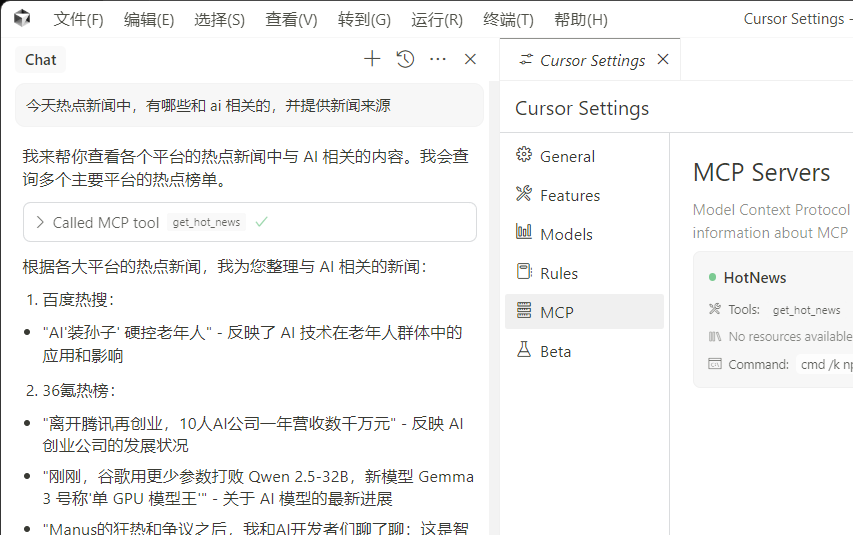 文件(F) 编辑(E) 选择(S) 查看(V) 转到(G) 运行(R) 终端(T) 帮助(H) Cursor Settings -
Chat
今天热点新闻中，有哪些和 ai 相关的，并提供新闻来源
我来帮你查看各个平台的热点新闻中与 AI 相关的内容。我会查
询多个主要平台的热点榜单。
Called MCP tool get_hot_news
根据各大平台的热点新闻，我为您整理与 AI 相关的新闻：
1. 百度热搜：
• "AI'装孙子' 硬控老年人" - 反映了 AI 技术在老年人群体中的
应用和影响
2. 36氪热榜：
• "离开腾讯再创业，10人AI公司一年营收数千万元" - 反映 AI
创业公司的发展状况
• "刚刚，谷歌用更少参数打败 Qwen 2.5-32B，新模型 Gemma
3 号称'单 GPU 模型王'" - 关于 AI 模型的最新进展
• "Manus的狂热和争议之后，我和AI开发者们聊了聊：这是智
Cursor Settings
Cursor Settings
General
Features
Models
Rules
MCP
Beta
MCP Servers
Model Context Protocol
information about MCP
HotNews
Tools: get_hot_news
No resources available
Command: cmd /k np